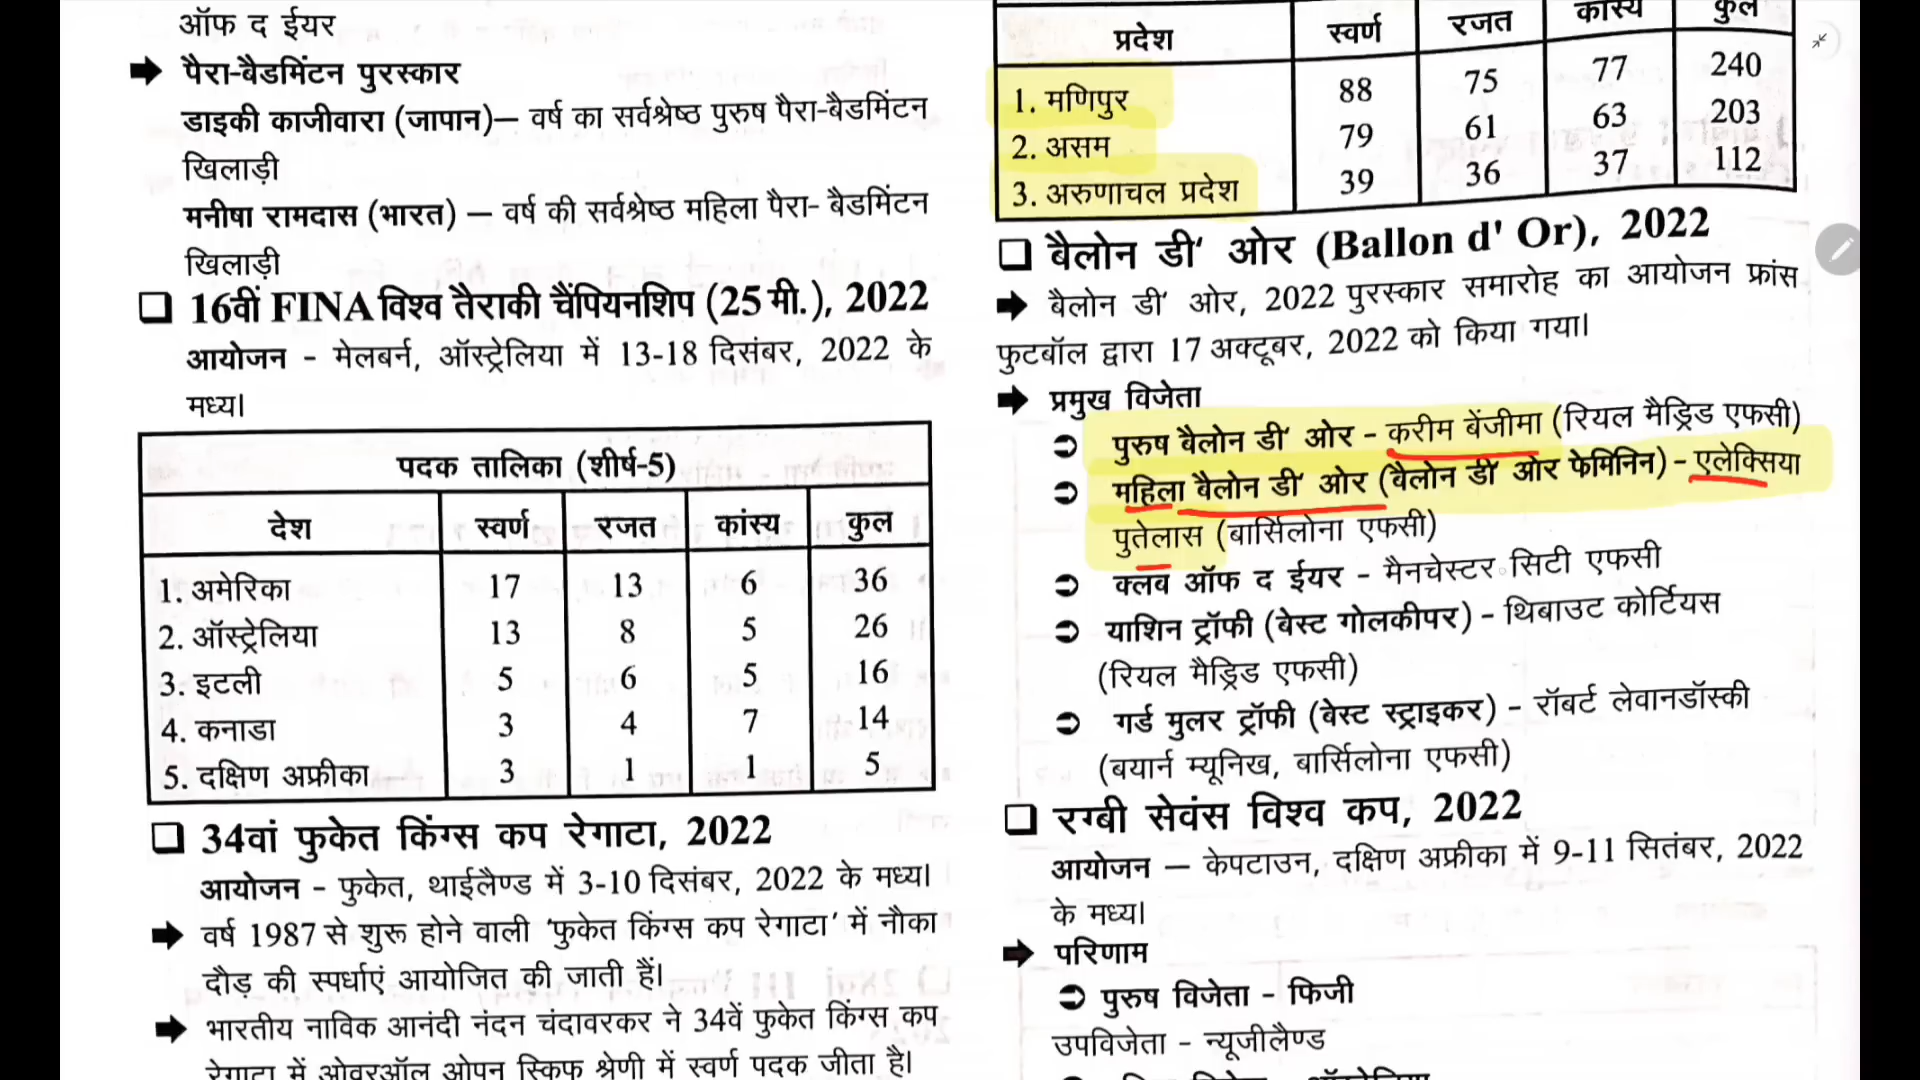 ऑफ द ईयर
पैरा-बैडमिंटन पुरस्कार
डाइकी काजीवारा (जापान)— वर्ष का सर्वश्रेष्ठ पुरुष पैरा-बैडमिंटन
खिलाड़ी
मनीषा रामदास (भारत) — वर्ष की सर्वश्रेष्ठ महिला पैरा- बैडमिंटन
खिलाड़ी
16वीं FINA विश्व तैराकी चैंपियनशिप (25 मी.), 2022
आयोजन - मेलबर्न, ऑस्ट्रेलिया में 13-18 दिसंबर, 2022 के
मध्य।
पदक तालिका (शीर्ष-5)
देश स्वर्ण रजत कांस्य कुल
1. अमेरिका 17 13 6 36
2. ऑस्ट्रेलिया 13 8 5 26
3. इटली 5 6 5 16
4. कनाडा 3 4 7 14
5. दक्षिण अफ्रीका 3 1 1 5
34वां फुकेत किंग्स कप रेगाटा, 2022
आयोजन - फुकेत, थाईलैण्ड में 3-10 दिसंबर, 2022 के मध्य।
वर्ष 1987 से शुरू होने वाली 'फुकेत किंग्स कप रेगाटा' में नौका
दौड़ की स्पर्धाएं आयोजित की जाती हैं।
भारतीय नाविक आनंदी नंदन चंदावरकर ने 34वें फुकेत किंग्स कप
रेगाटा में ओवरऑल ओपन स्किफ श्रेणी में स्वर्ण पदक जीता है।
प्रदेश स्वर्ण रजत कांस्य कुल
1. मणिपुर 88 75 77 240
2. असम 79 61 63 203
3. अरुणाचल प्रदेश 39 36 37 112
बैलोन डी' ओर (Ballon d' Or), 2022
बैलोन डी' ओर, 2022 पुरस्कार समारोह का आयोजन फ्रांस
फुटबॉल द्वारा 17 अक्टूबर, 2022 को किया गया।
प्रमुख विजेता
पुरुष बैलोन डी' ओर - करीम बेंजीमा (रियल मैड्रिड एफसी)
महिला बैलोन डी' ओर (बैलोन डी' ओर फेमिनिन) - एलेक्सिया
पुतेलास (बार्सिलोना एफसी)
क्लब ऑफ द ईयर - मैनचेस्टर सिटी एफसी
याशिन ट्रॉफी (बेस्ट गोलकीपर) - थिबाउट कोर्टियस
(रियल मैड्रिड एफसी)
गर्ड मुलर ट्रॉफी (बेस्ट स्ट्राइकर) - रॉबर्ट लेवानडॉस्की
(बयार्न म्यूनिख, बार्सिलोना एफसी)
रग्बी सेवंस विश्व कप, 2022
आयोजन — केपटाउन, दक्षिण अफ्रीका में 9-11 सितंबर, 2022
के मध्य।
परिणाम
पुरुष विजेता - फिजी
उपविजेता - न्यूजीलैण्ड